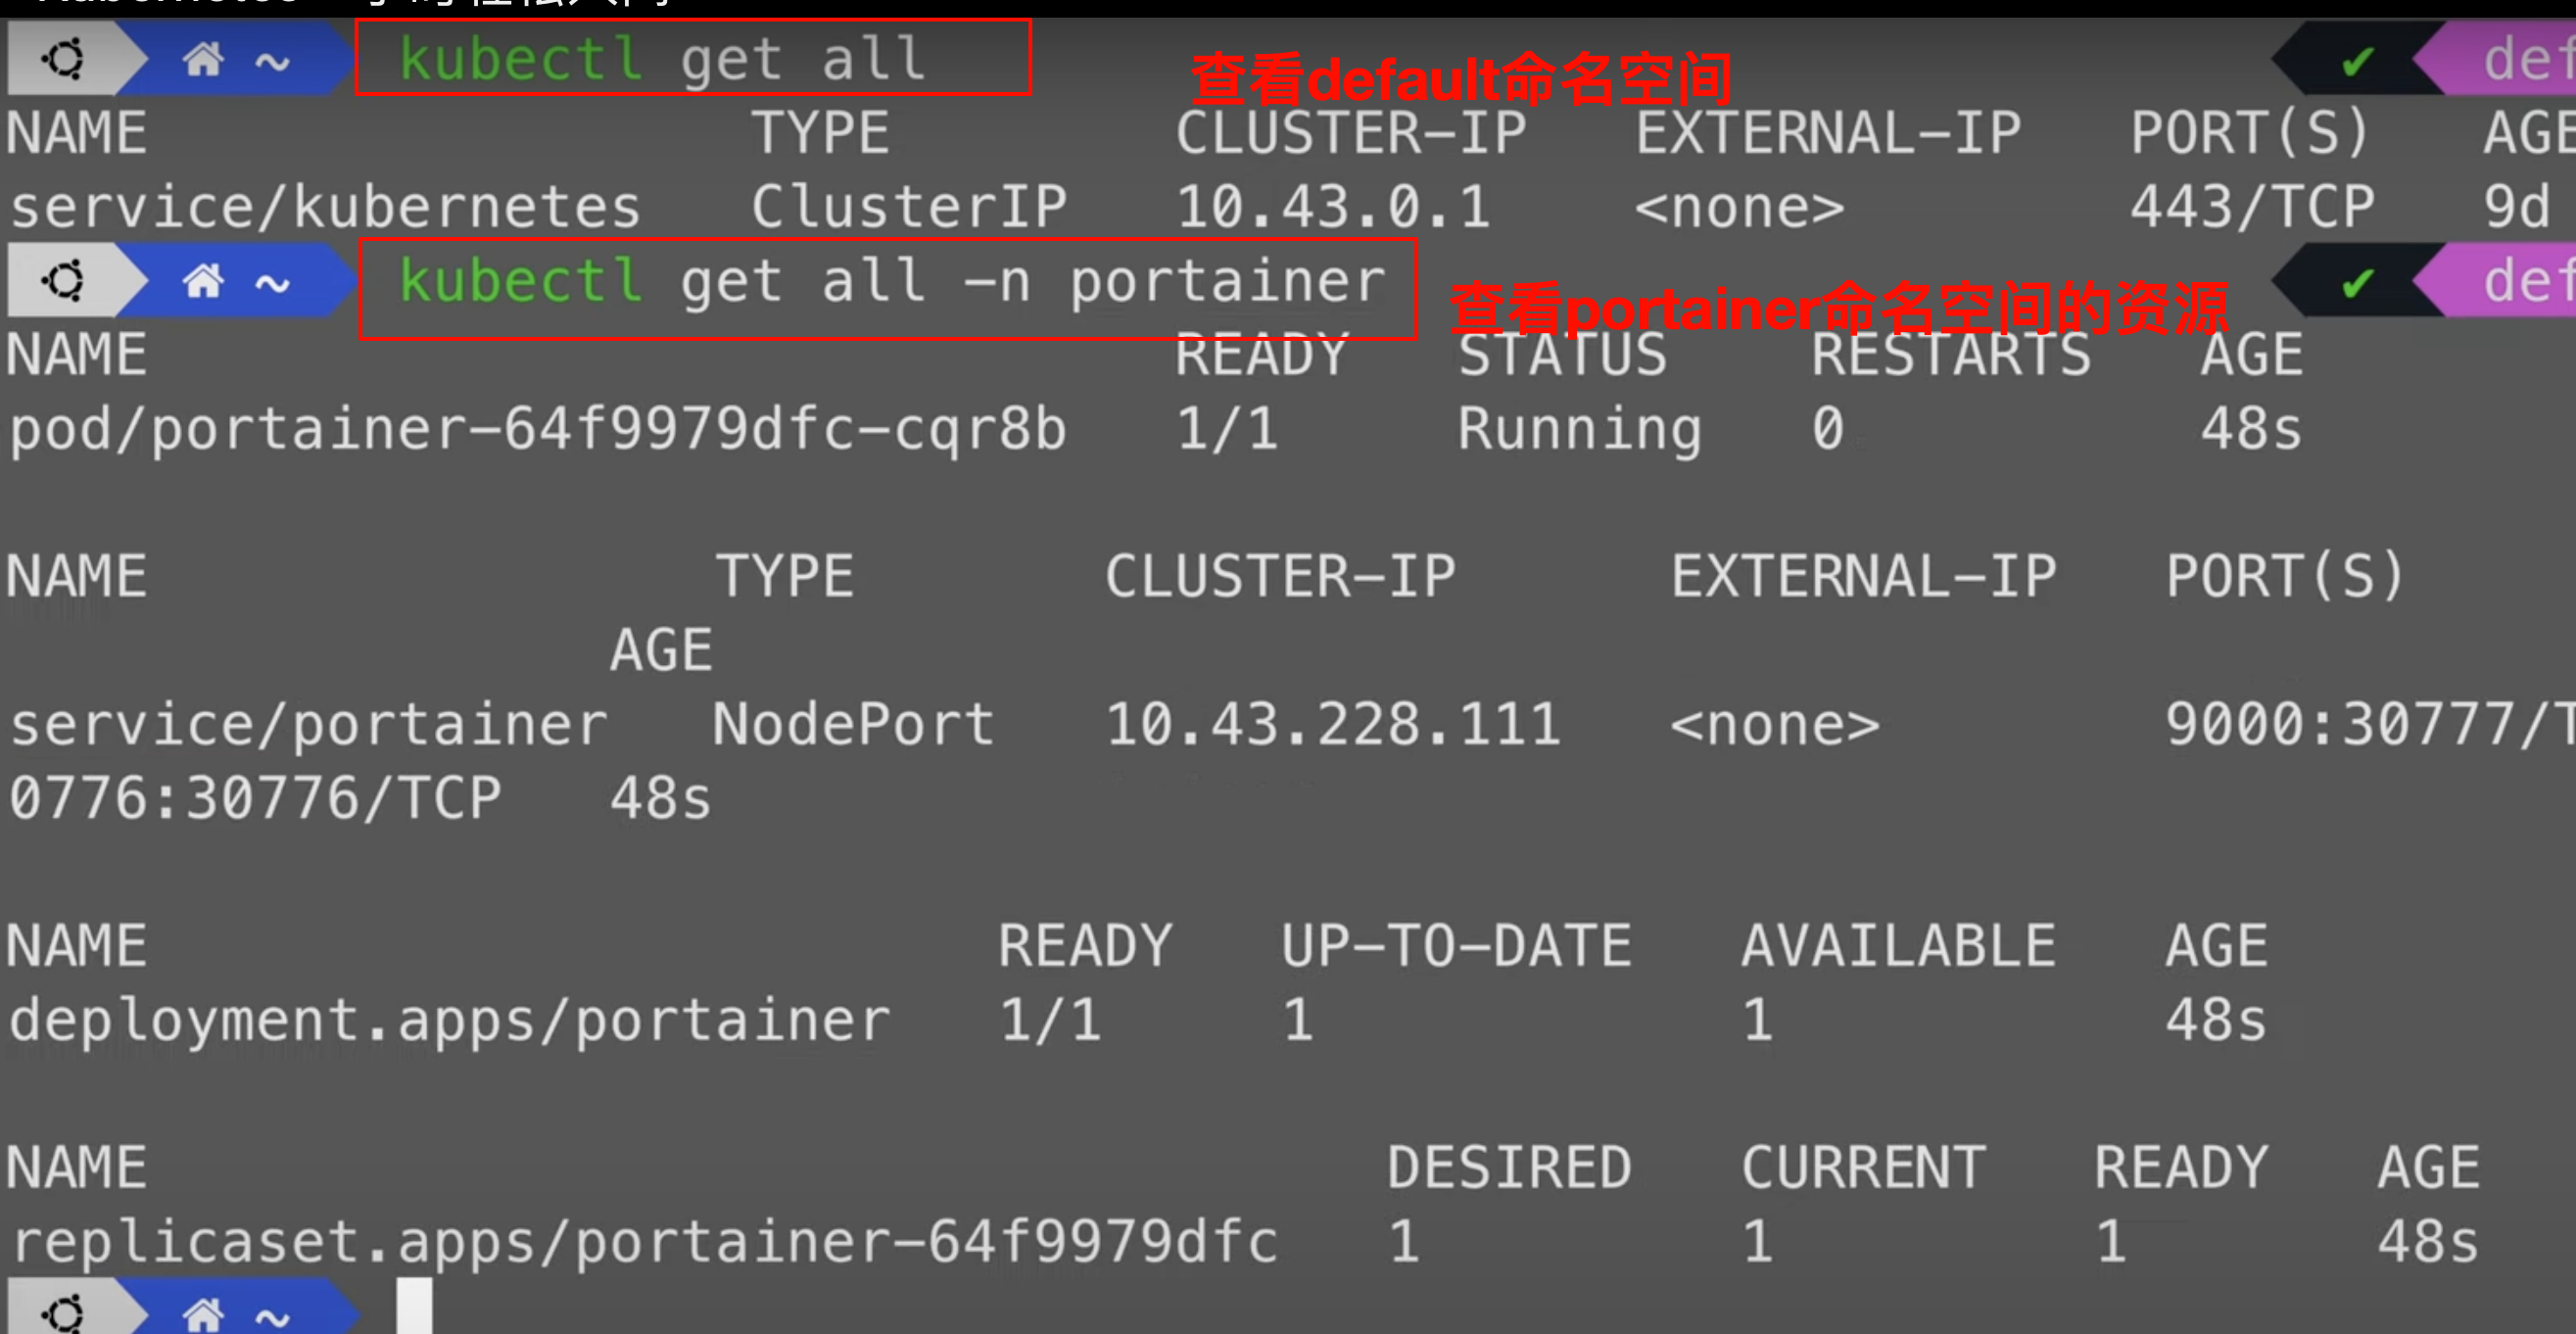 ~ kubectl get all 查看default命名空间 ✔ def
NAME TYPE CLUSTER-IP EXTERNAL-IP PORT(S) AGE
service/kubernetes ClusterIP 10.43.0.1 <none> 443/TCP 9d
~ kubectl get all -n portainer 查看portainer命名空间的资源 ✔ def
NAME READY STATUS RESTARTS AGE
pod/portainer-64f9979dfc-cqr8b 1/1 Running 0 48s
NAME TYPE CLUSTER-IP EXTERNAL-IP PORT(S)
AGE
service/portainer NodePort 10.43.228.111 <none> 9000:30777/T
0776:30776/TCP 48s
NAME READY UP-TO-DATE AVAILABLE AGE
deployment.apps/portainer 1/1 1 1 48s
NAME DESIRED CURRENT READY AGE
replicaset.apps/portainer-64f9979dfc 1 1 1 48s
~